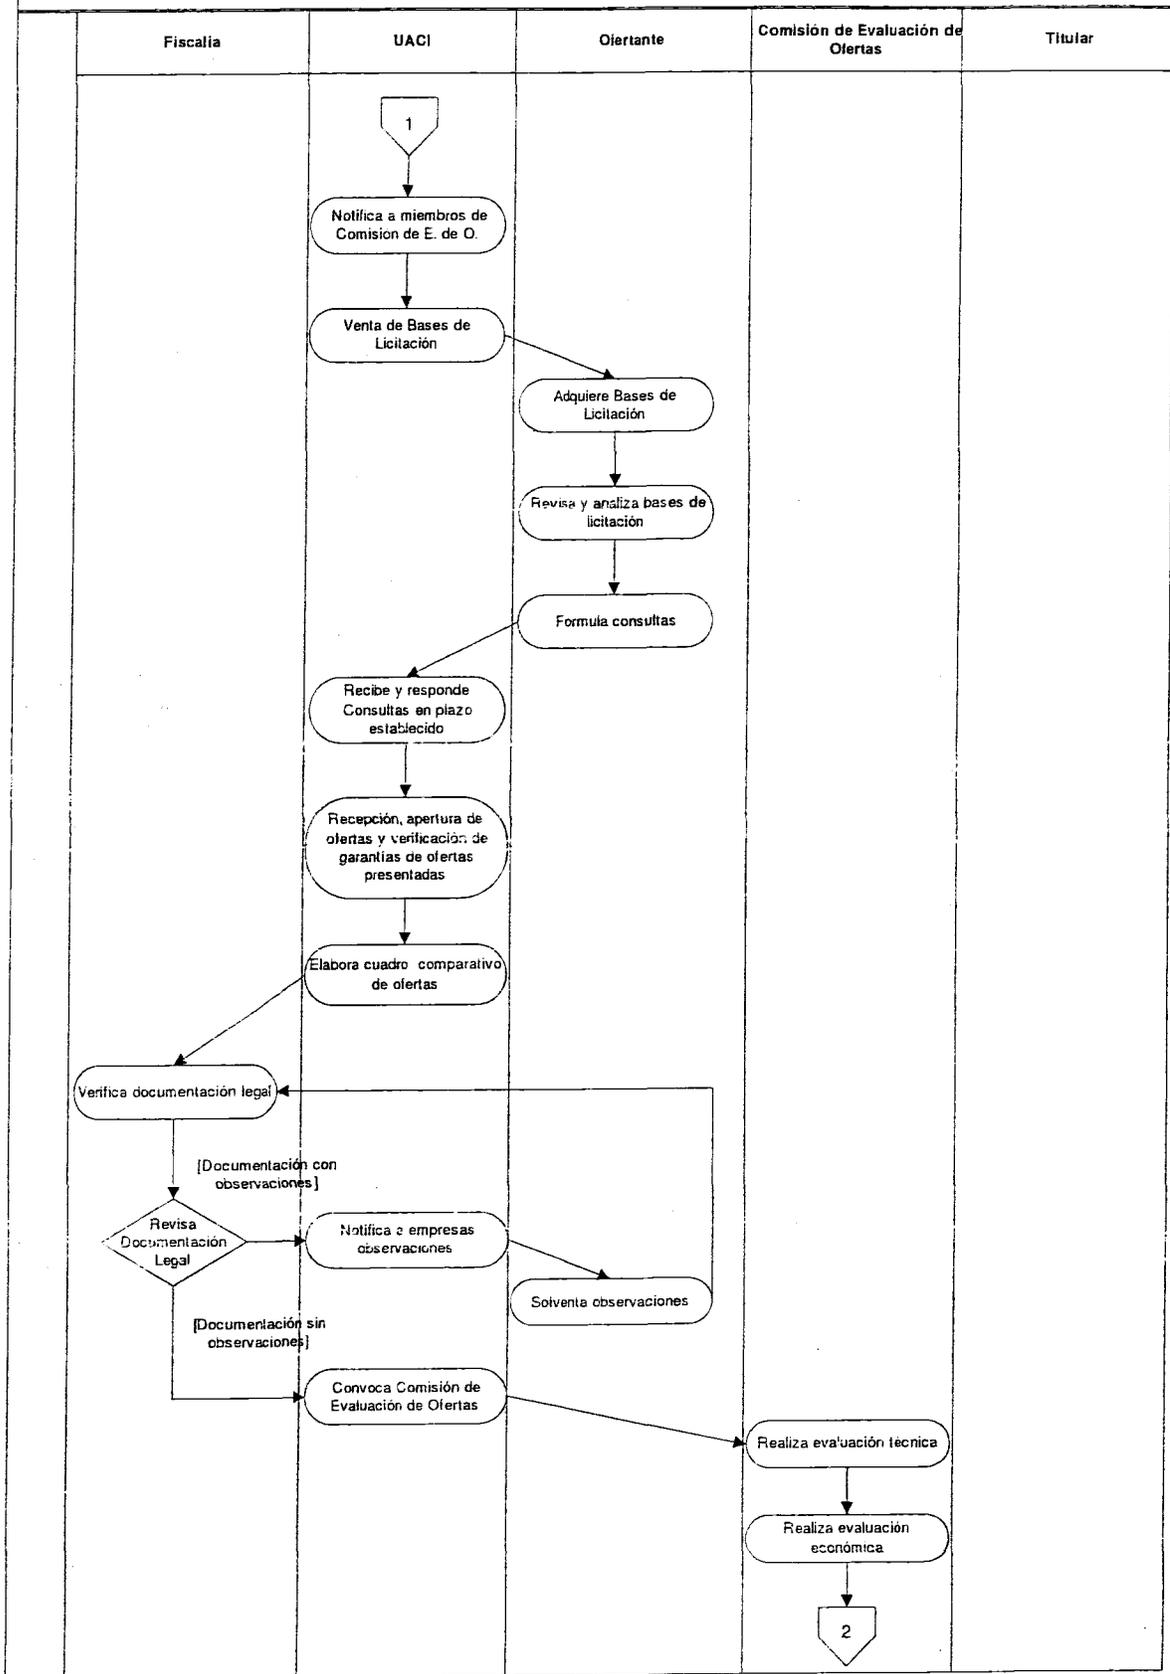 Fiscalía
UACI
Ofertante
Comisión de Evaluación de
Ofertas
Titular
1
Notifica a miembros de
Comisión de E. de O.
Venta de Bases de
Licitación
Adquiere Bases de
Licitación
Revisa y analiza bases de
licitación
Formula consultas
Recibe y responde
Consultas en plazo
establecido
Recepción, apertura de
ofertas y verificación de
garantías de ofertas
presentadas
Elabora cuadro comparativo
de ofertas
Verifica documentación legal
[Documentación con
observaciones]
Revisa
Documentación
Legal
Notifica a empresas
observaciones
Solventa observaciones
[Documentación sin
observaciones]
Convoca Comisión de
Evaluación de Ofertas
Realiza evaluación técnica
Realiza evaluación
económica
2